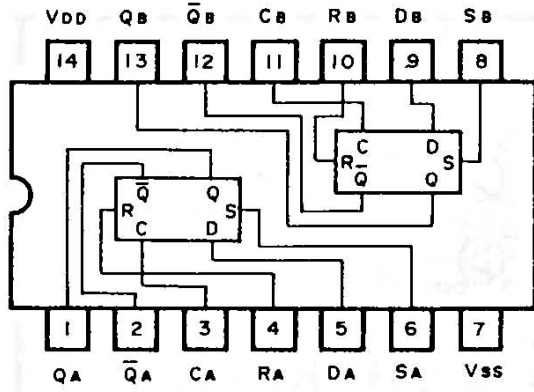 VDD QB Q̅B CB RB DB SB
14 13 12 11 10 9 8
C D
R S
Q̅ Q
Q̅ Q
R S
C D
1 2 3 4 5 6 7
QA Q̅A CA RA DA SA VSS